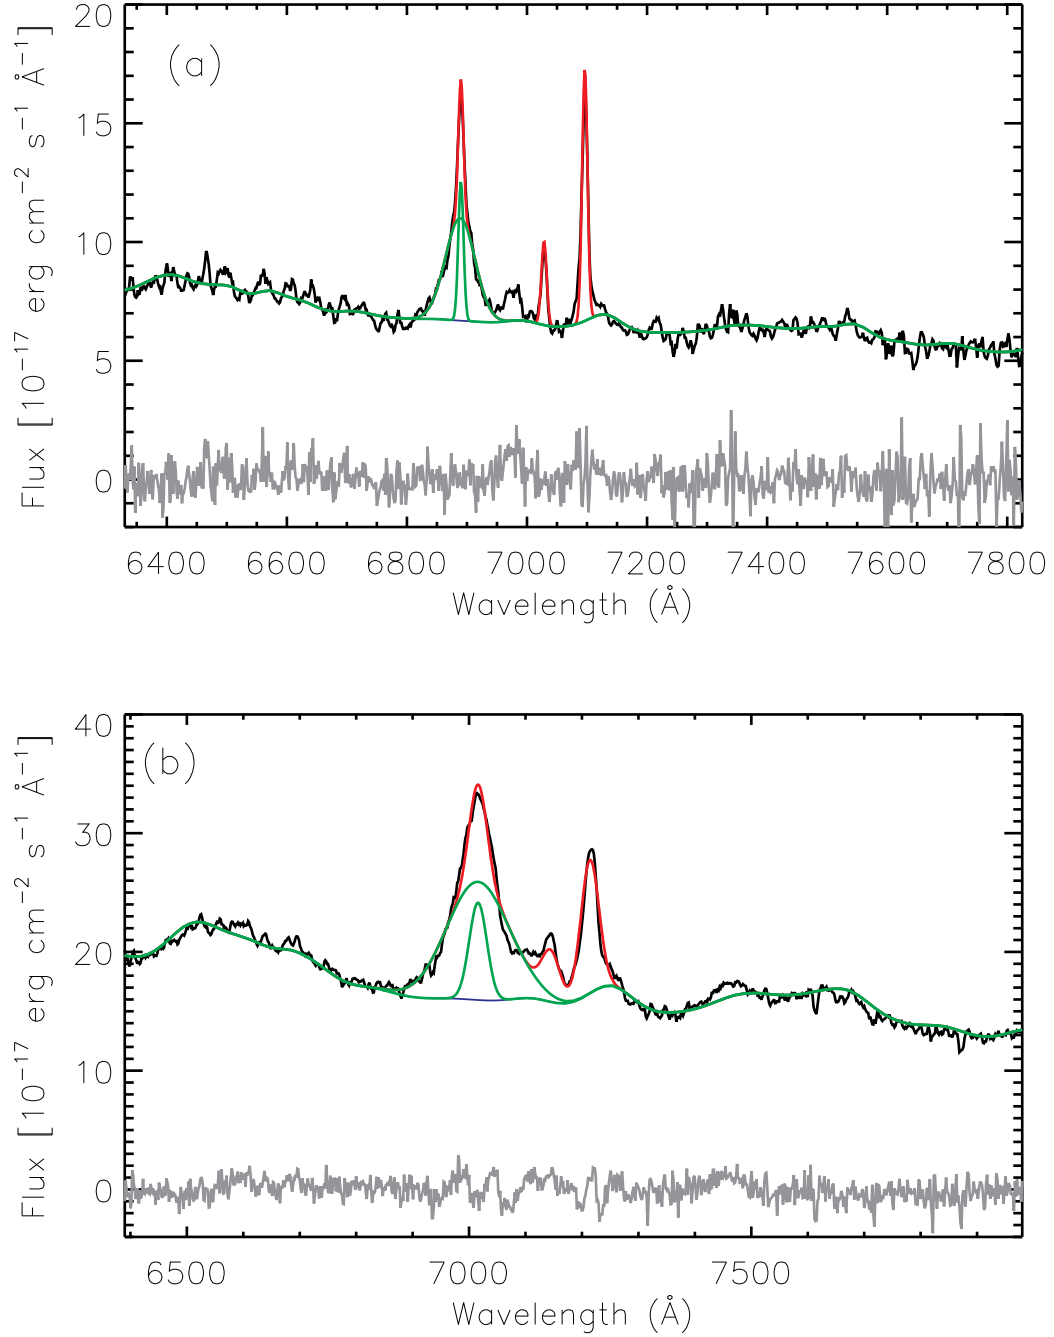 (a)
20
15
10
5
0
Flux [10⁻¹⁷ erg cm⁻² s⁻¹ Å⁻¹]
6400 6600 6800 7000 7200 7400 7600 7800
Wavelength (Å)
(b)
40
30
20
10
0
Flux [10⁻¹⁷ erg cm⁻² s⁻¹ Å⁻¹]
6500 7000 7500
Wavelength (Å)